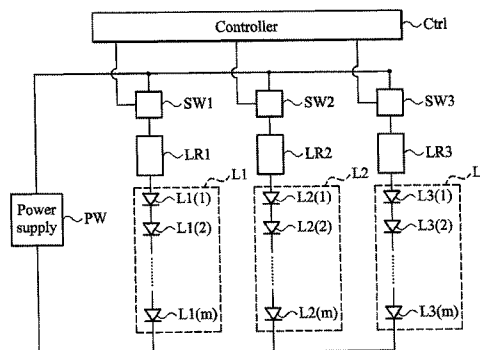 Controller
Ctrl
SW1
SW2
SW3
LR1
LR2
LR3
L1
L2
L
L1(1)
L2(1)
L3(1)
Power supply
PW
L1(2)
L2(2)
L3(2)
L1(m)
L2(m)
L3(m)